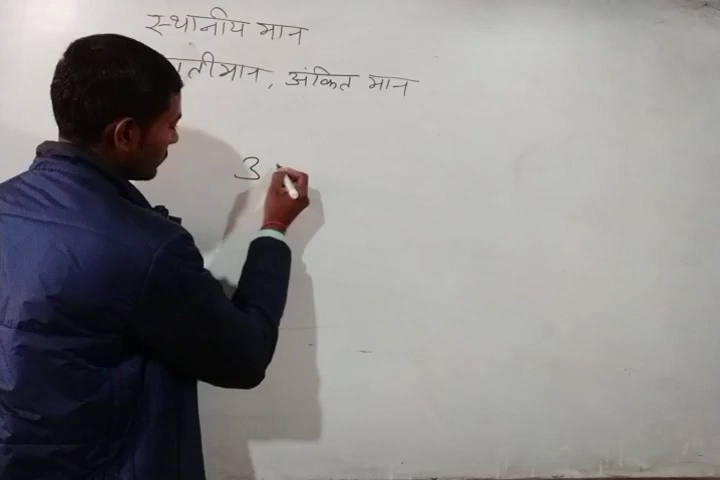 स्थानीय मान
, अंकित मान
3